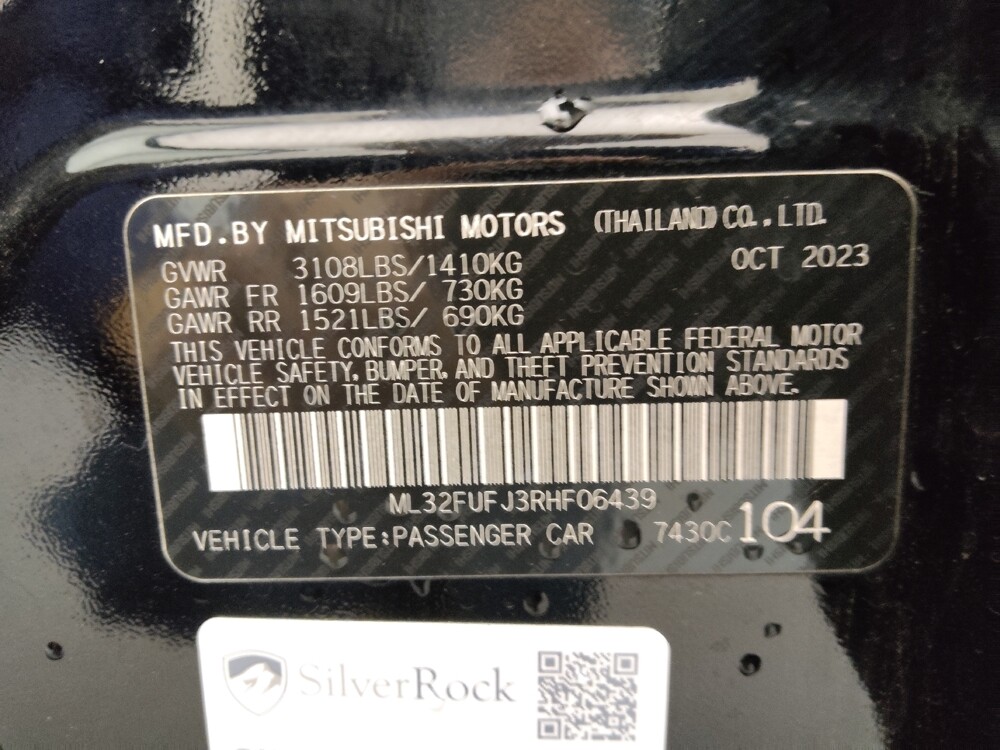 MFD.BY MITSUBISHI MOTORS (THAILAND) CO., LTD.
GVWR 3108LBS/1410KG OCT 2023
GAWR FR 1609LBS/ 730KG
GAWR RR 1521LBS/ 690KG
THIS VEHICLE CONFORMS TO ALL APPLICABLE FEDERAL MOTOR
VEHICLE SAFETY, BUMPER, AND THEFT PREVENTION STANDARDS
IN EFFECT ON THE DATE OF MANUFACTURE SHOWN ABOVE.
ML32FUFJ3RHF06439
VEHICLE TYPE:PASSENGER CAR 7430C 104
SilverRock